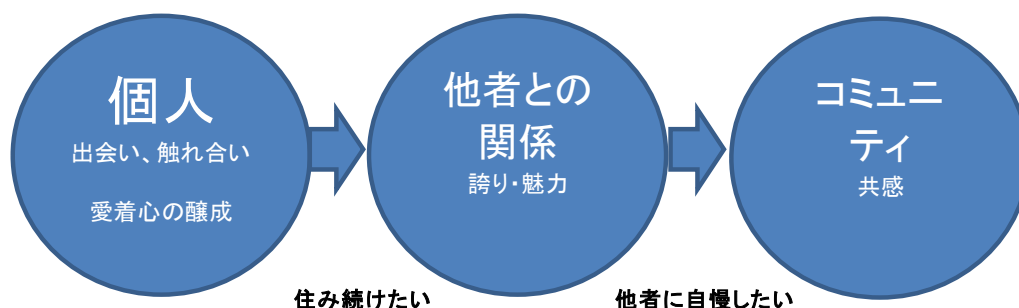 個人
出会い、触れ合い
愛着心の醸成
他者との
関係
誇り・魅力
コミュニ
ティ
共感
住み続けたい
他者に自慢したい